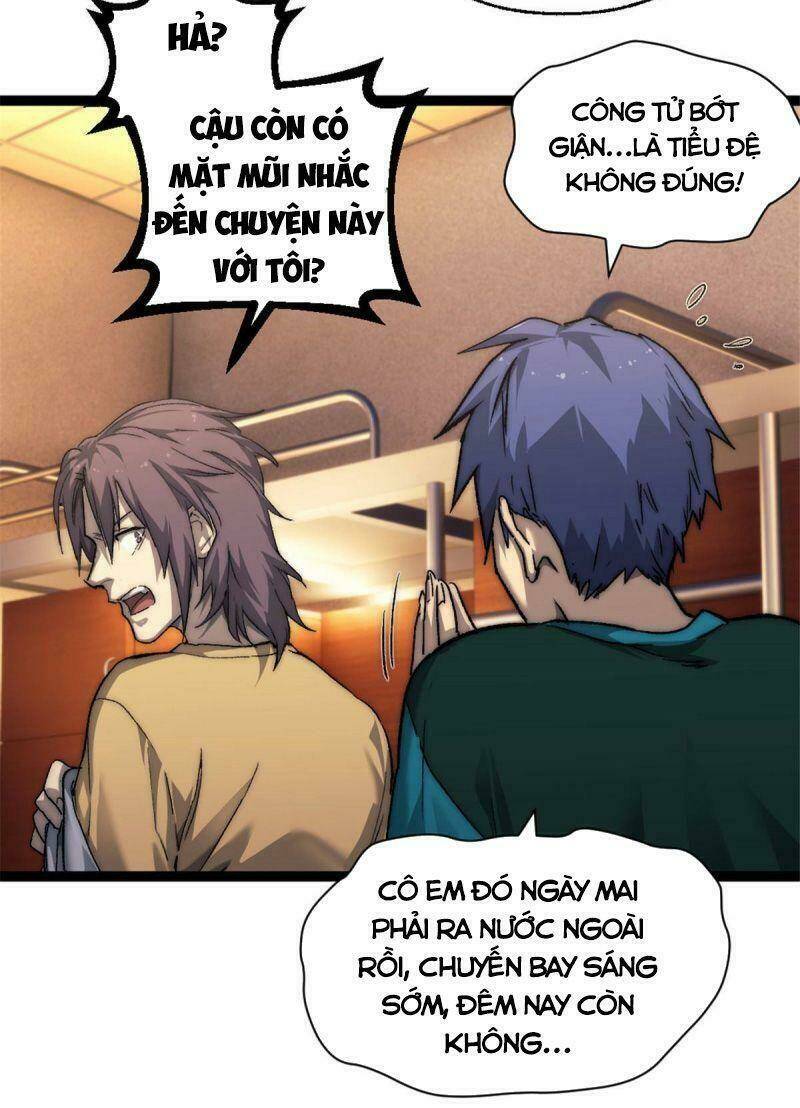 HẢ?
CẬU CÒN CÓ
MẶT MŨI NHẮC
ĐẾN CHUYỆN NÀY
VỚI TÔI?
CÔNG TỬ BỚT
GIẬN...LÀ TIỂU ĐỆ
KHÔNG ĐÚNG!
CÔ EM ĐÓ NGÀY MAI
PHẢI RA NƯỚC NGOÀI
RỒI, CHUYẾN BAY SÁNG
SỚM, ĐÊM NAY CÒN
KHÔNG...